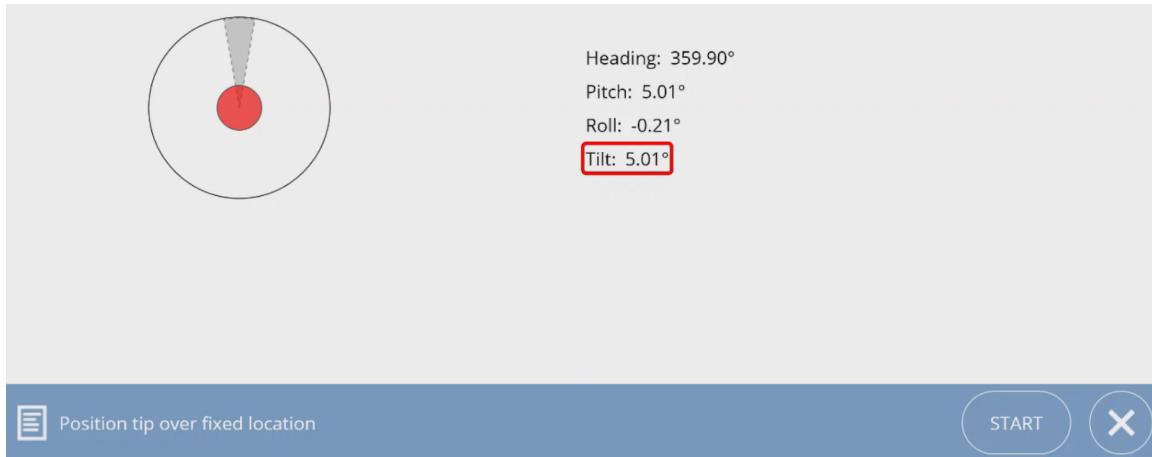 Heading: 359.90°
Pitch: 5.01°
Roll: -0.21°
Tilt: 5.01°
Position tip over fixed location
START